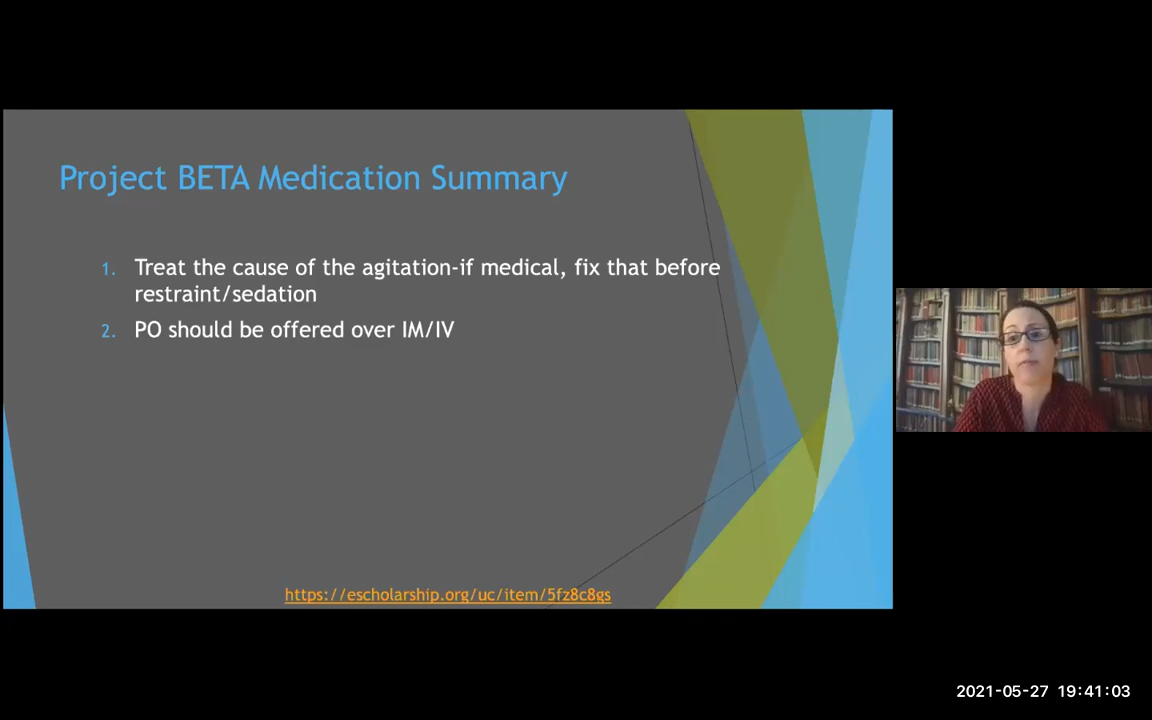 Project BETA Medication Summary
1. Treat the cause of the agitation-if medical, fix that before
restraint/sedation
2. PO should be offered over IM/IV
https://escholarship.org/uc/item/5fz8c8gs
2021-05-27 19:41:03